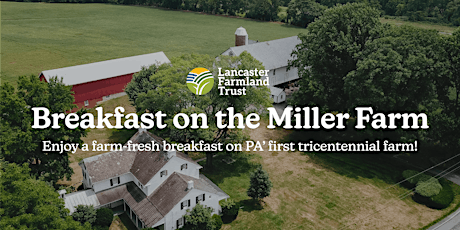 Lancaster
Farmland
Trust
Breakfast on the Miller Farm
Enjoy a farm-fresh breakfast on PA' first tricentennial farm!